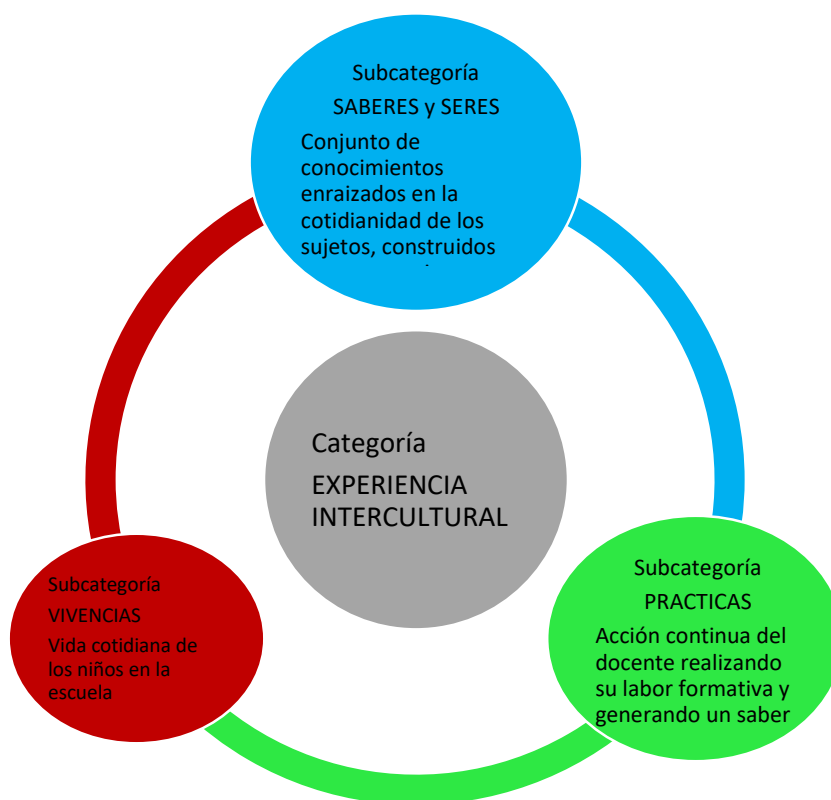 Subcategoría
SABERES y SERES
Conjunto de
conocimientos
enraizados en la
cotidianidad de los
sujetos, construidos
Categoría
EXPERIENCIA
INTERCULTURAL
Subcategoría
VIVENCIAS
Vida cotidiana de
los niños en la
escuela
Subcategoría
PRACTICAS
Acción continua del
docente realizando
su labor formativa y
generando un saber